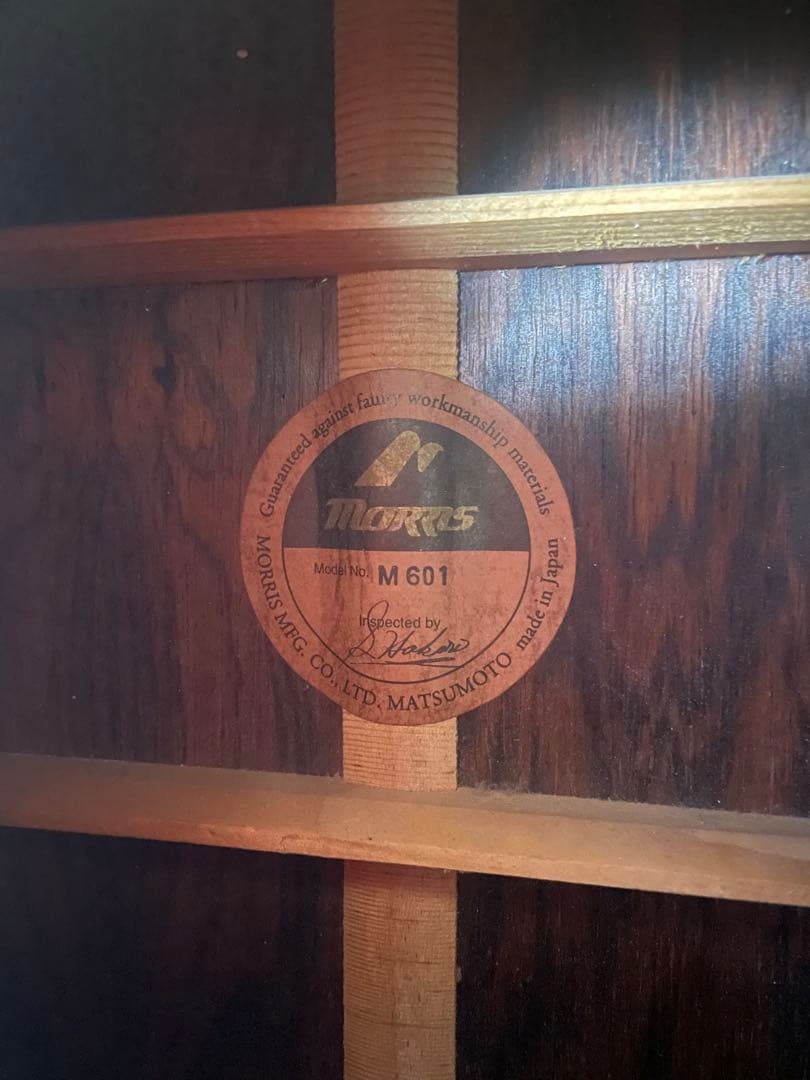 Guaranteed against faulty workmanship materials
MORRIS
Model No. M 601
Inspected by
S. Hakari
MORRIS MFG. CO., LTD. MATSUMOTO made in Japan